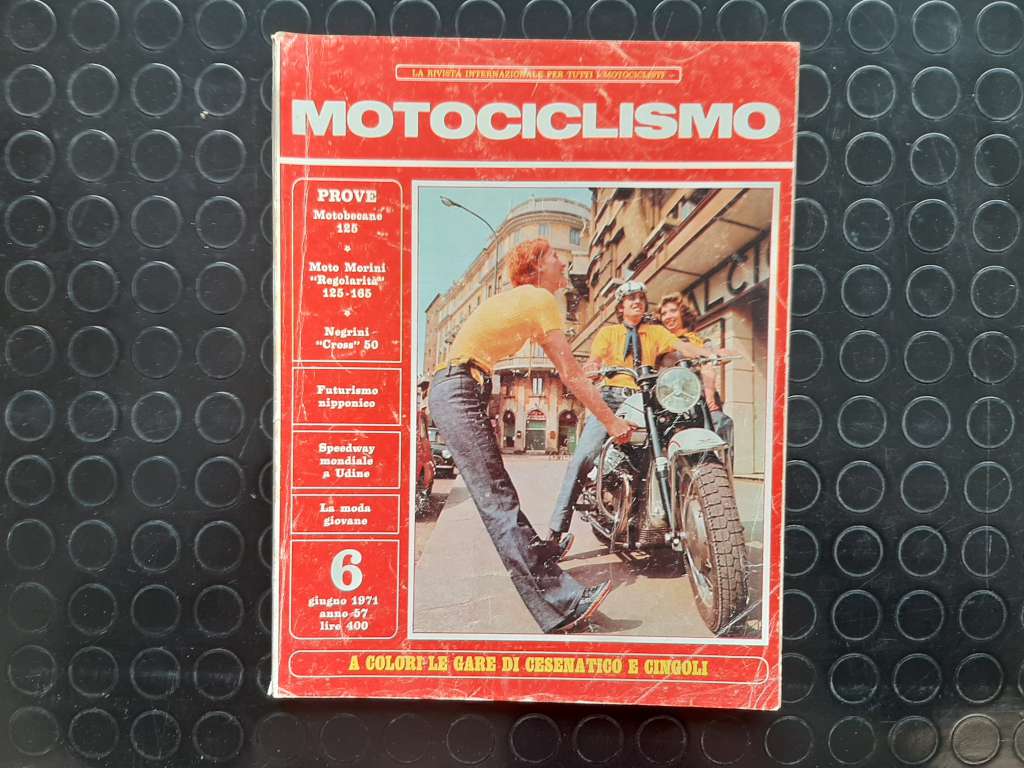 LA RIVISTA INTERNAZIONALE PER TUTTI I MOTOCICLISTI
MOTOCICLISMO
PROVE
Motobecane
125
Moto Morini
"Regolarità"
125-165
Negrini
"Cross" 50
Futurismo
nipponico
Speedway
mondiale
a Udine
La moda
giovane
6
giugno 1971
anno 57
lire 400
ALCI
A COLORI LE GARE DI CESENATICO E CINGOLI